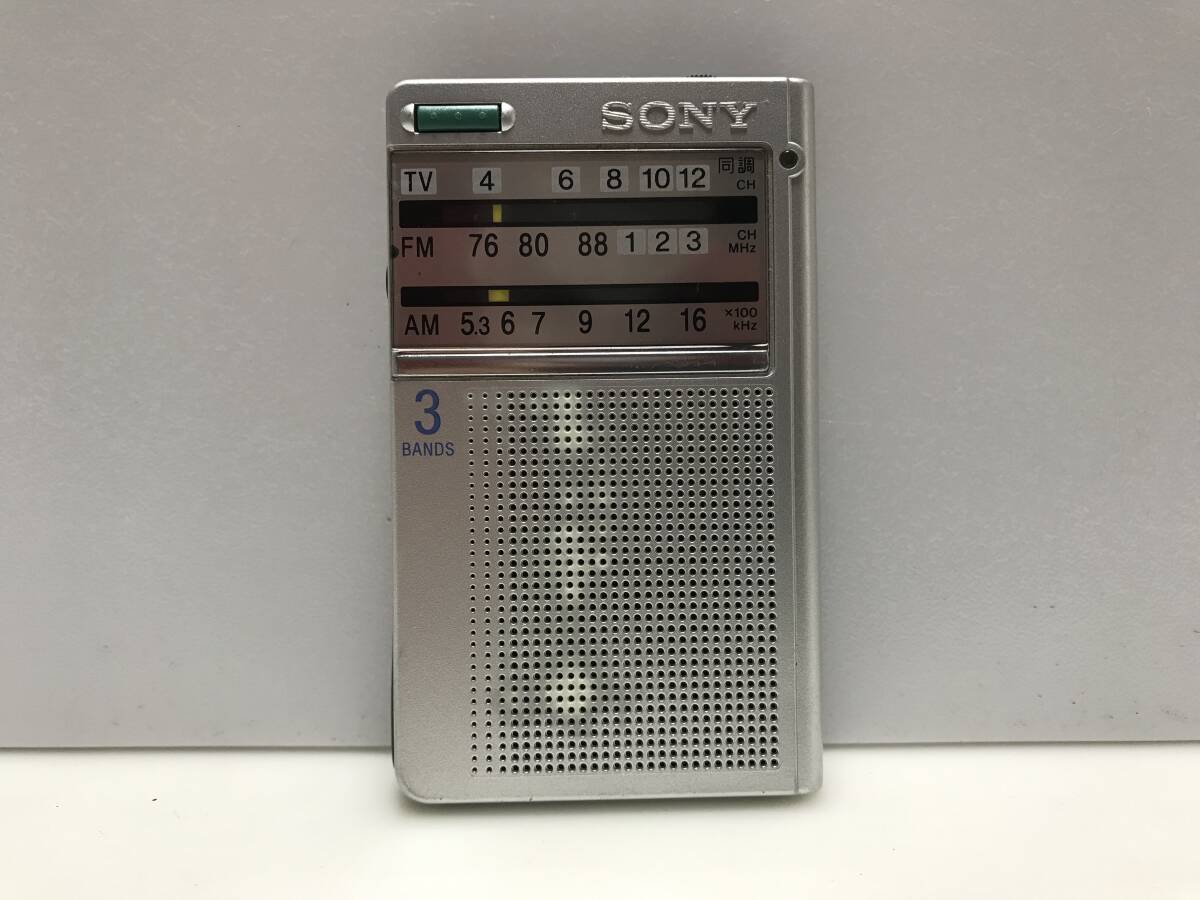 SONY
同調
TV 4 6 8 10 12 CH
FM 76 80 88 1 2 3 CH MHz
AM 5.3 6 7 9 12 16 ×100 kHz
3
BANDS